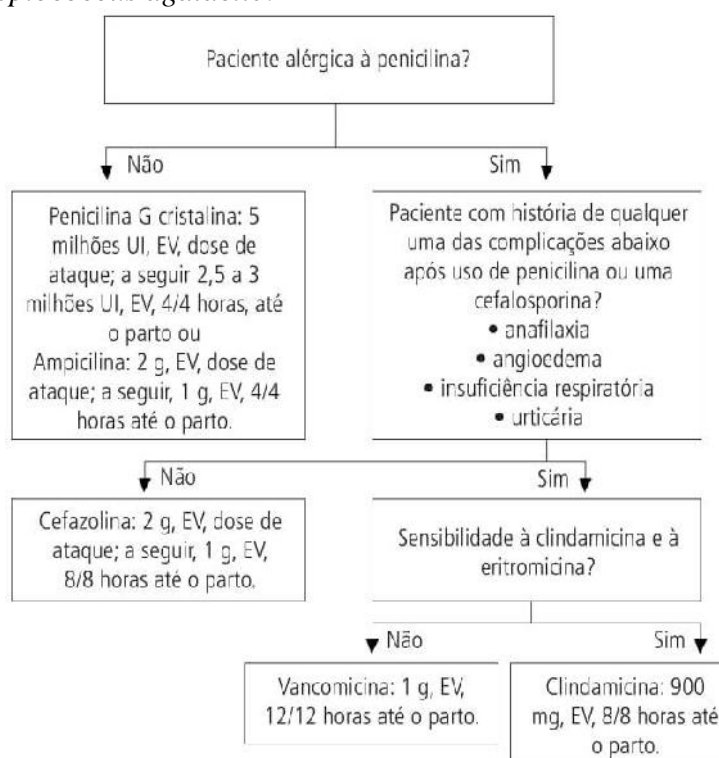 Paciente alérgica à penicilina?
Não
Sim
Penicilina G cristalina: 5
milhões UI, EV, dose de
ataque; a seguir 2,5 a 3
milhões UI, EV, 4/4 horas, até
o parto ou
Ampicilina: 2 g, EV, dose de
ataque; a seguir, 1 g, EV, 4/4
horas até o parto.
Paciente com história de qualquer
uma das complicações abaixo
após uso de penicilina ou uma
cefalosporina?
• anafilaxia
• angioedema
• insuficiência respiratória
• urticária
Não
Sim
Cefazolina: 2 g, EV, dose de
ataque; a seguir, 1 g, EV,
8/8 horas até o parto.
Sensibilidade à clindamicina e à
eritromicina?
Não
Sim
Vancomicina: 1 g, EV,
12/12 horas até o parto.
Clindamicina: 900
mg, EV, 8/8 horas até
o parto.